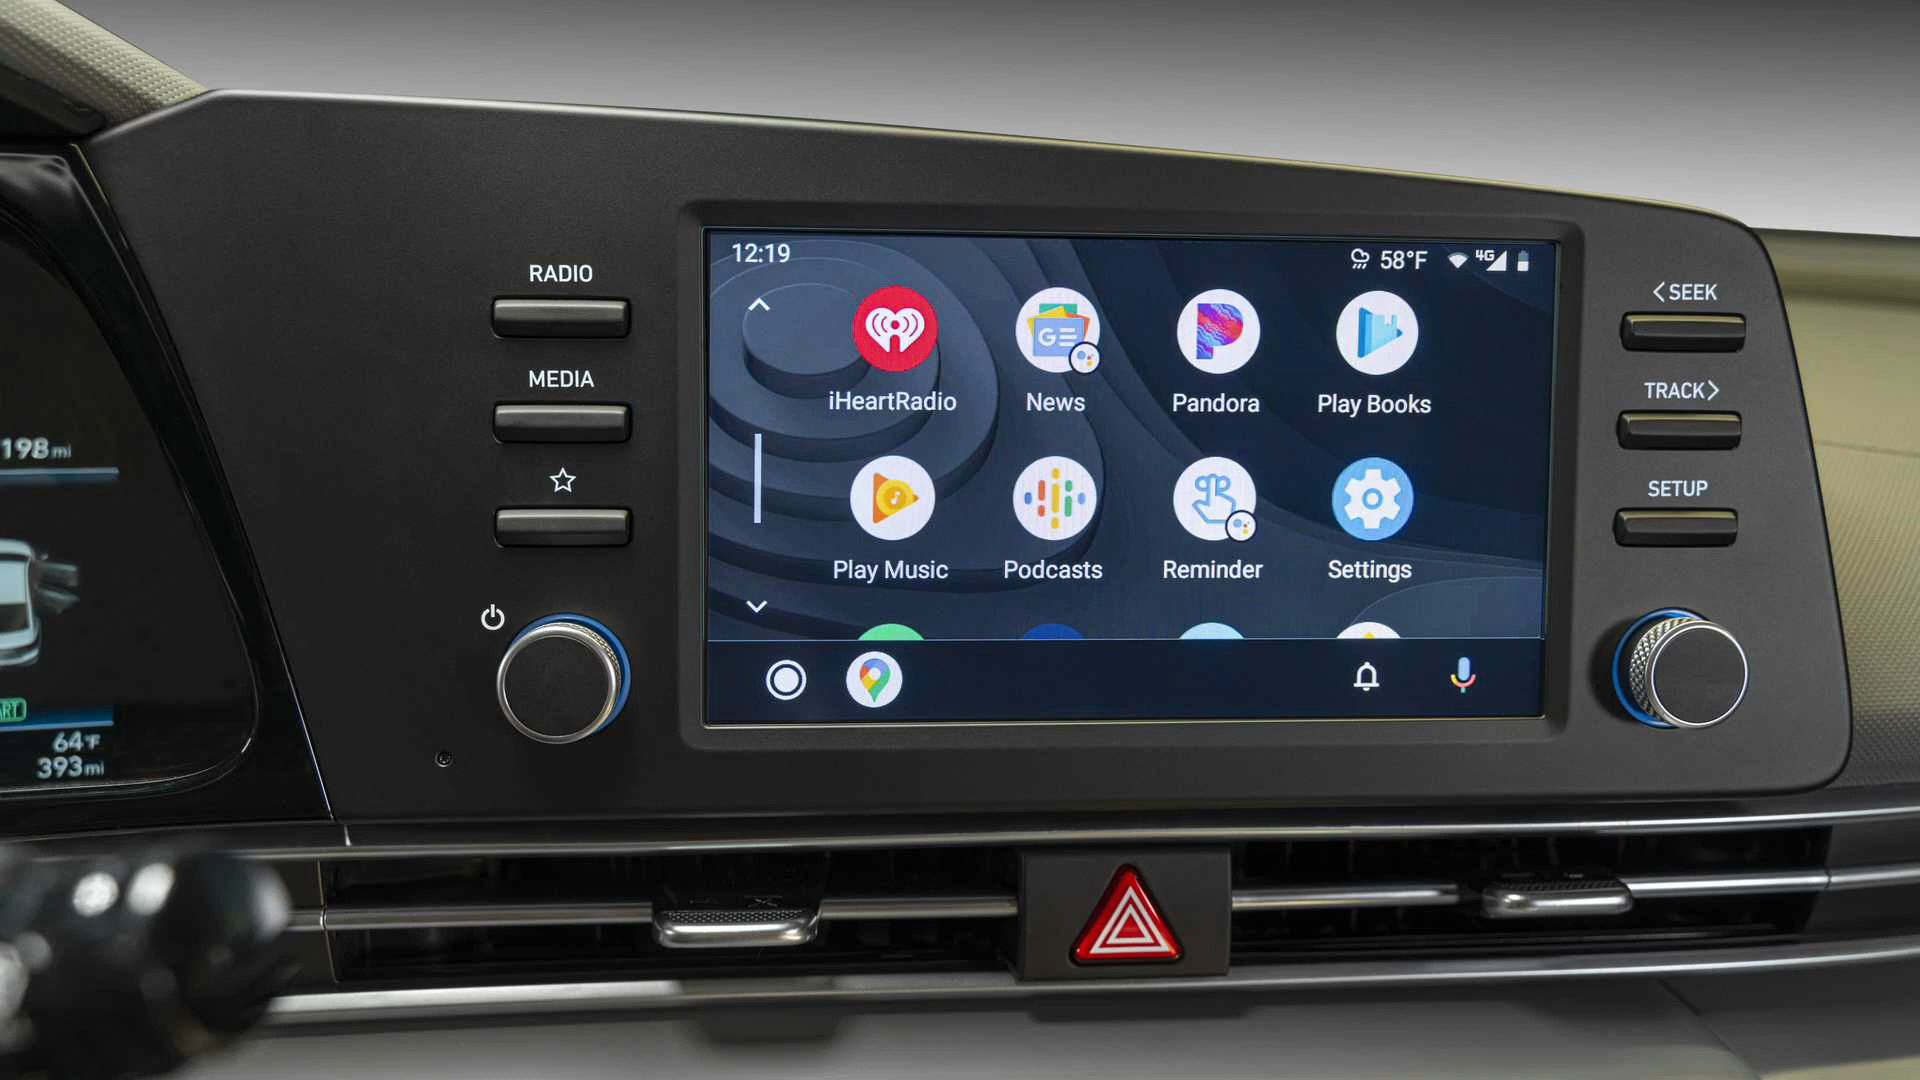 RADIO
MEDIA
198 mi
ART
64°F
393 mi
12:19
58°F
4G
iHeartRadio
News
Pandora
Play Books
Play Music
Podcasts
Reminder
Settings
<SEEK
TRACK>
SETUP